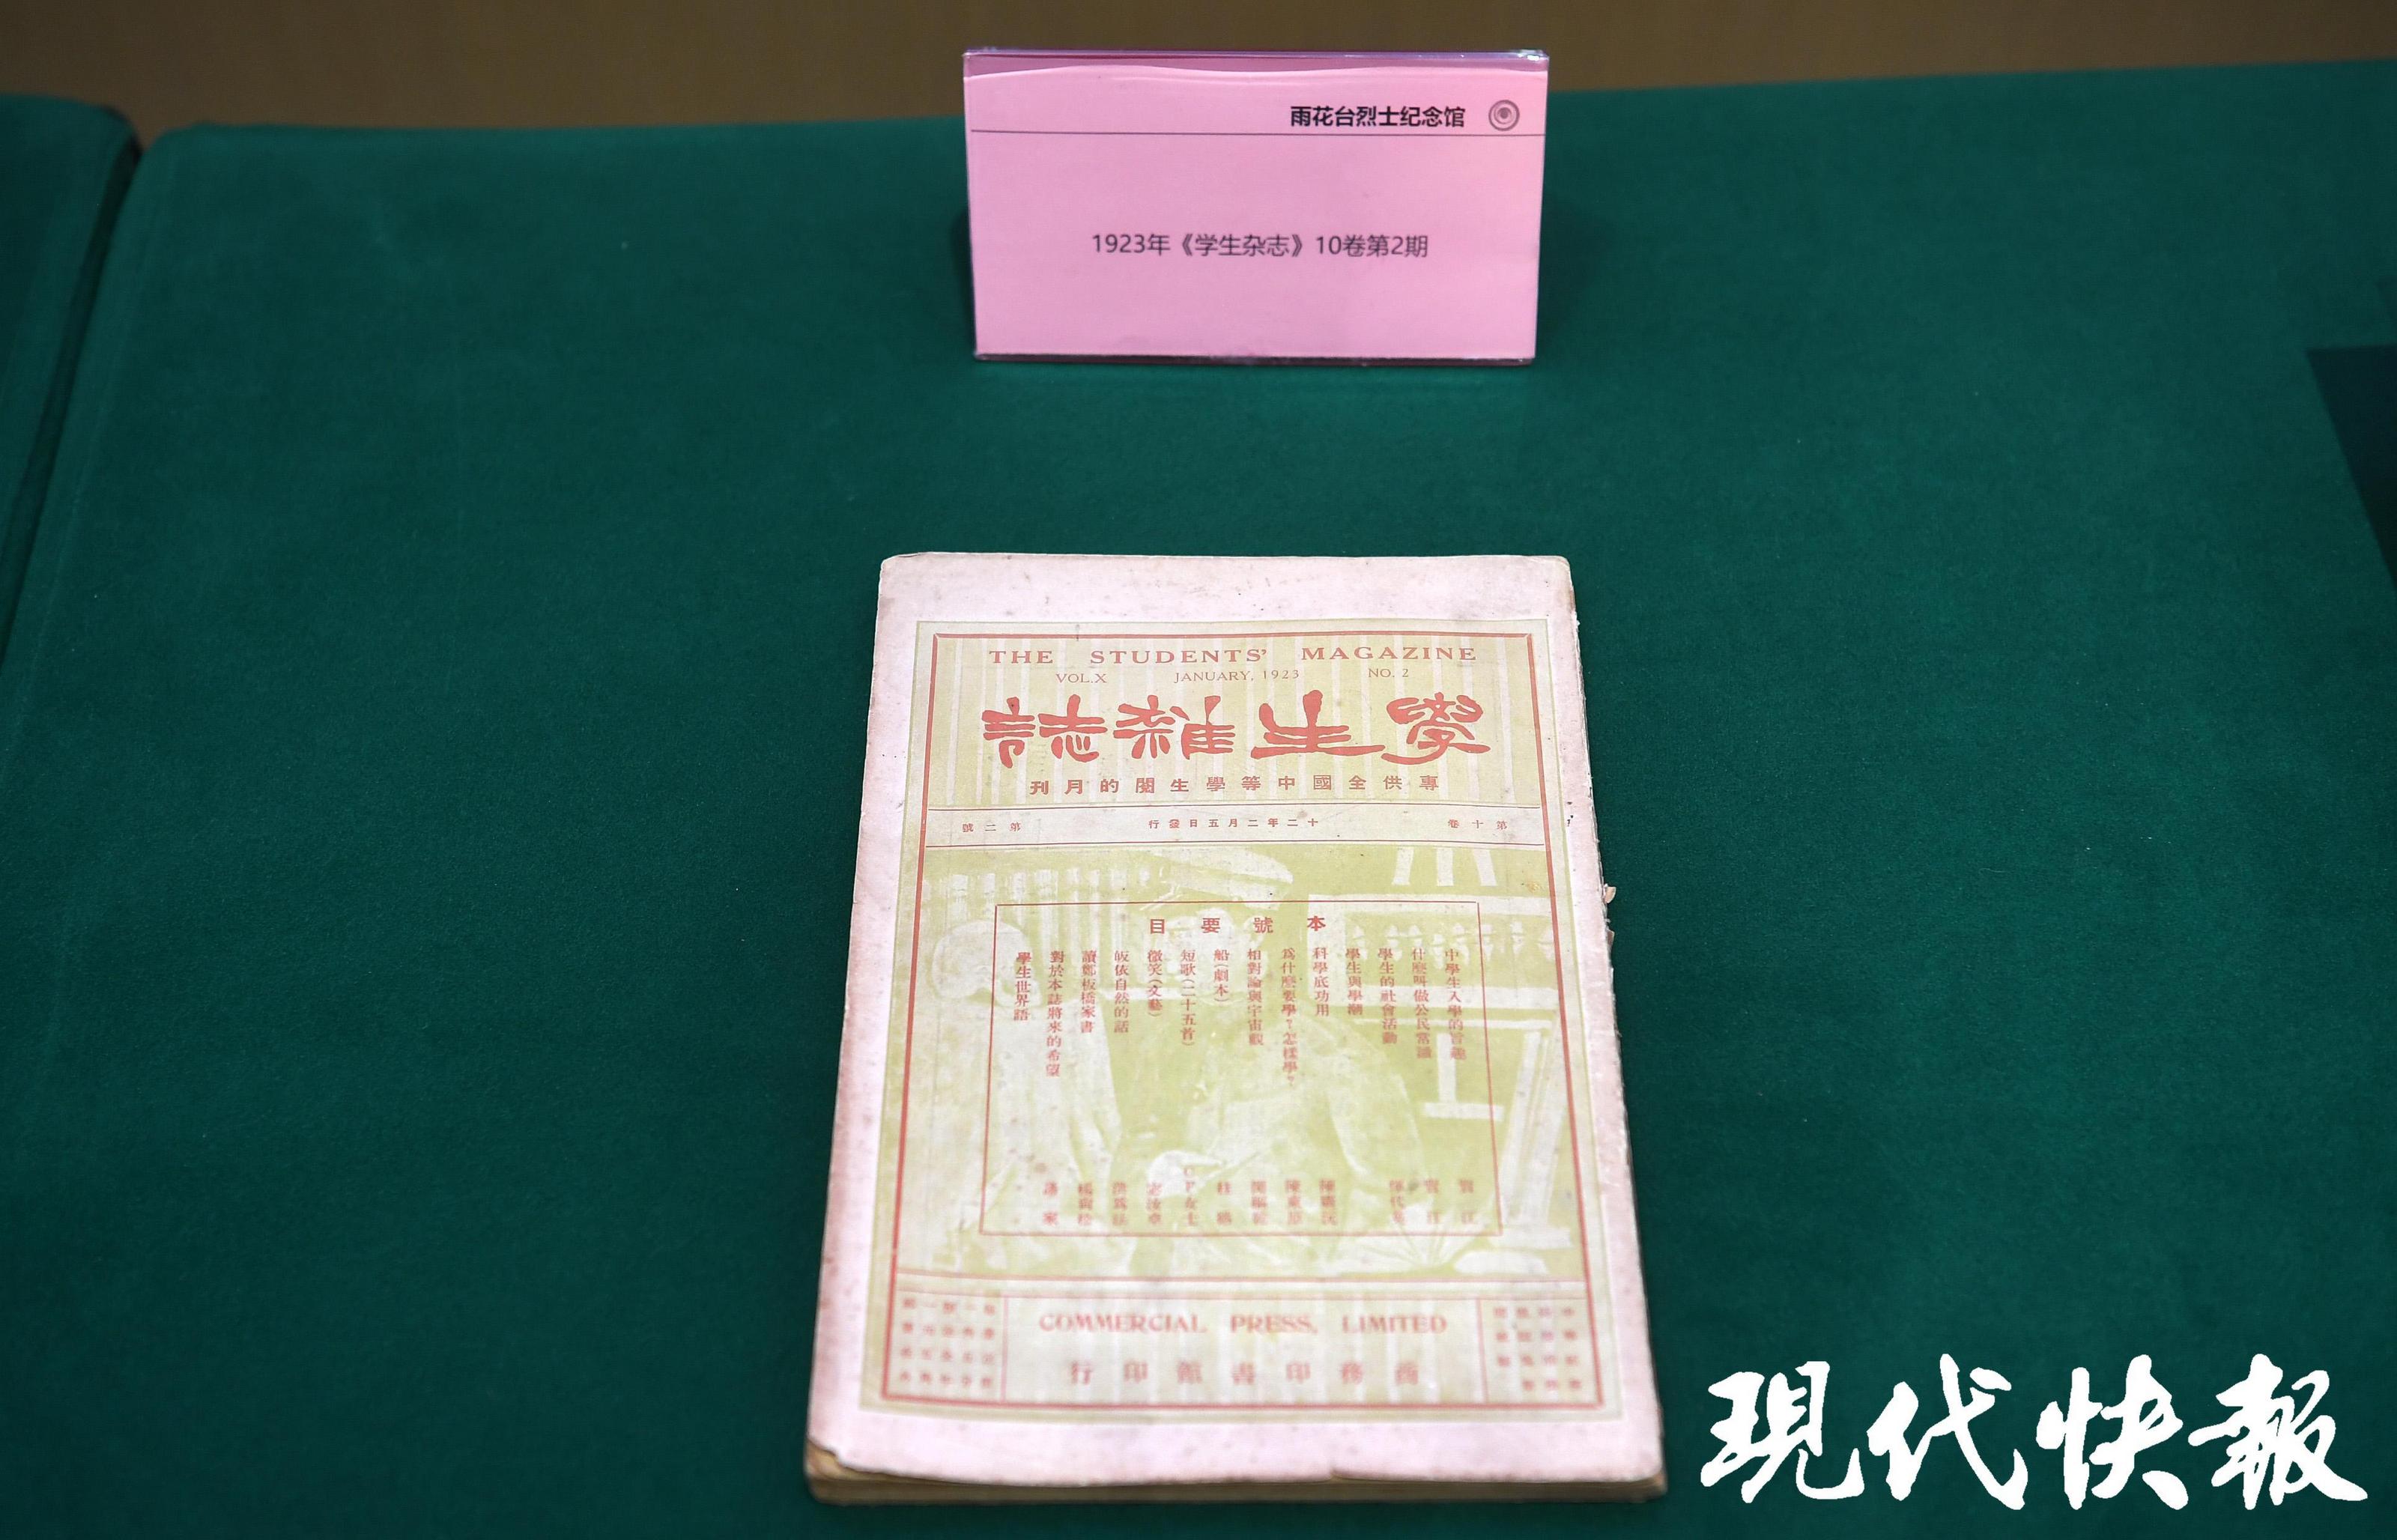 雨花台烈士纪念馆
1923年《学生杂志》10卷第2期
THE STUDENTS' MAGAZINE
VOL.X JANUARY, 1923 NO. 2
學生雜誌
專供全國中等學生閱的月刊
第十卷 十二年二月五日發行 第二號
本號要目
中學生入學的旨趣
什麼叫做公民常識
學生的社會活動
學生與學潮
科學底功用
爲什麼要學？怎樣學？
相對論與宇宙觀
船（劇本）
短歌（二十五首） C.P.女士
微笑（文藝）
皈依自然的話
讀鄭板橋家書
對於本誌將來的希望
學生世界語
COMMERCIAL PRESS, LIMITED
商務印書館印行
現代快報